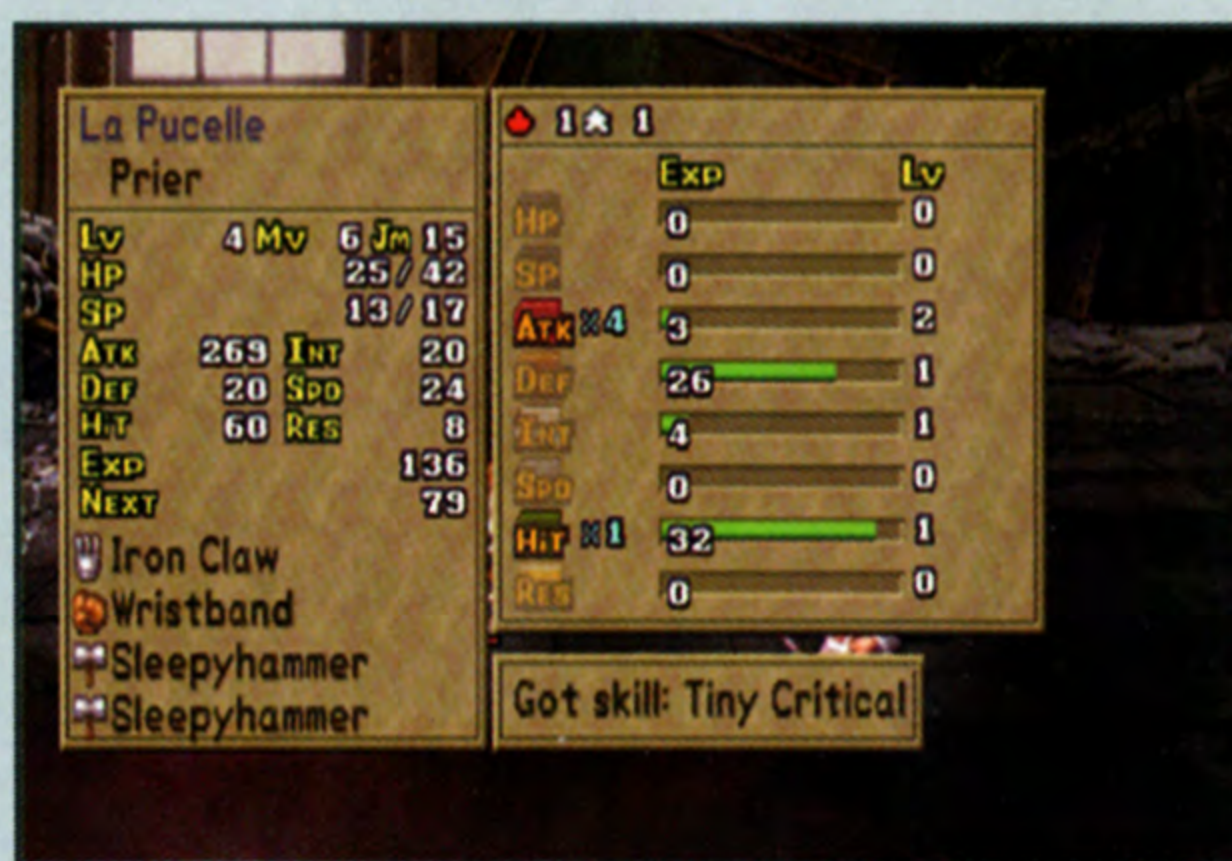 La Pucelle
Prier
Lv 4 Mv 6 Jm 15
HP 25/42
SP 13/17
ATK 269 INT 20
DEF 20 SPD 24
HIT 60 RES 8
EXP 136
NEXT 79
Iron Claw
Wristband
Sleepyhammer
Sleepyhammer
1 1
Exp Lv
HP 0 0
SP 0 0
ATK x4 3 2
DEF 26 1
INT 4 1
SPD 0 0
HIT x1 32 1
RES 0 0
Got skill: Tiny Critical